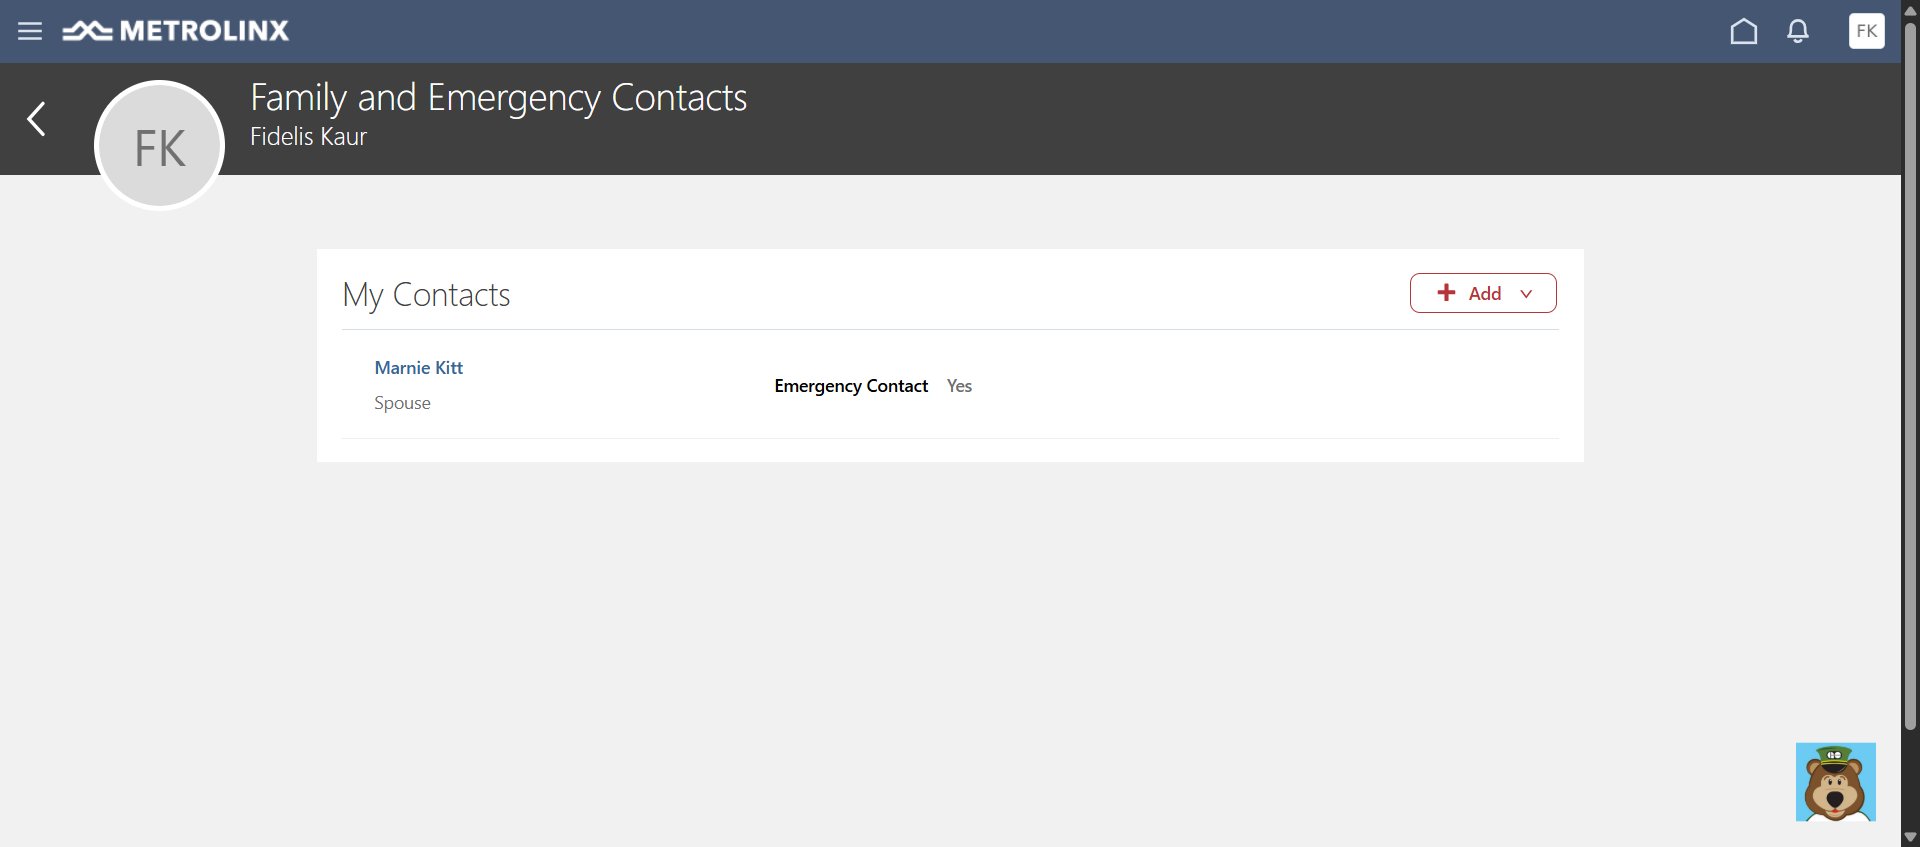 METROLINX
FK
Family and Emergency Contacts
FK
Fidelis Kaur
My Contacts
Add
Marnie Kitt
Emergency Contact Yes
Spouse
GO